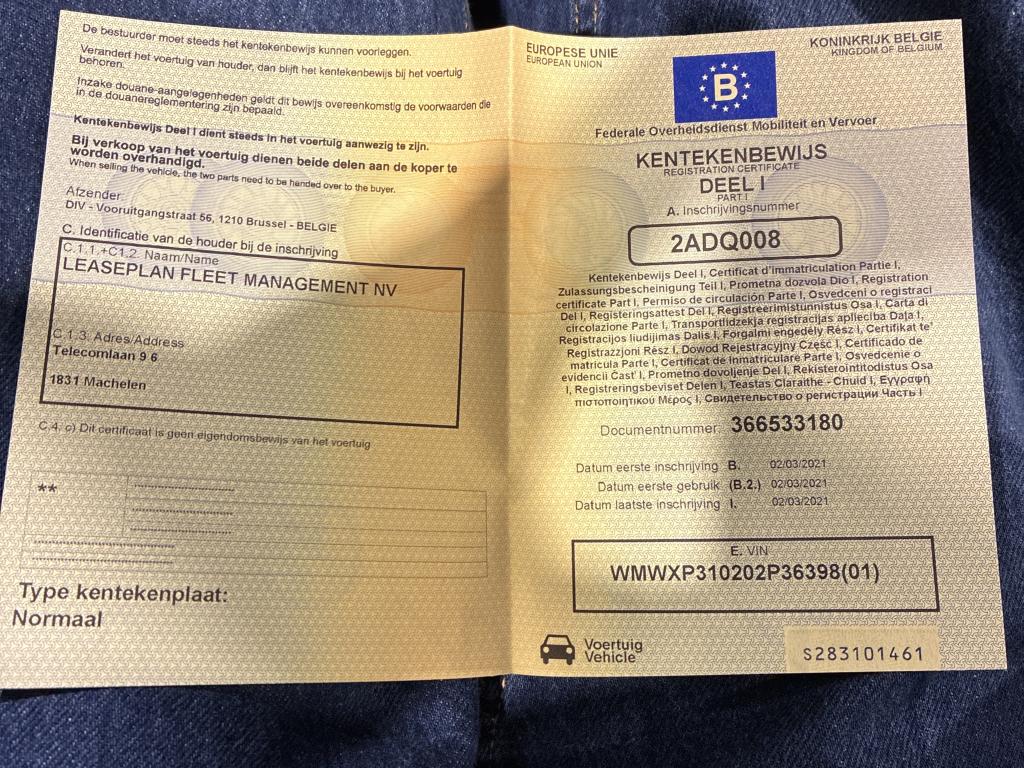 De bestuurder moet steeds het kentekenbewijs kunnen voorleggen.
Verandert het voertuig van houder, dan blijft het kentekenbewijs bij het voertuig
behoren.
Inzake douane-aangelegenheden geldt dit bewijs overeenkomstig de voorwaarden die
in de douanereglementering zijn bepaald.
Kentekenbewijs Deel I dient steeds in het voertuig aanwezig te zijn.
Bij verkoop van het voertuig dienen beide delen aan de koper te
worden overhandigd.
When selling the vehicle, the two parts need to be handed over to the buyer.
Afzender:
DIV - Vooruitgangstraat 56, 1210 Brussel - BELGIE
C. Identificatie van de houder bij de inschrijving
C.1.1.+C1.2. Naam/Name
LEASEPLAN FLEET MANAGEMENT NV
C.1.3. Adres/Address
Telecomlaan 9 6
1831 Machelen
C.4. c) Dit certificaat is geen eigendomsbewijs van het voertuig
**
Type kentekenplaat:
Normaal
EUROPESE UNIE
EUROPEAN UNION
KONINKRIJK BELGIE
KINGDOM OF BELGIUM
B
Federale Overheidsdienst Mobiliteit en Vervoer
KENTEKENBEWIJS
REGISTRATION CERTIFICATE
DEEL I
PART I
A. Inschrijvingsnummer
2ADQ008
Kentekenbewijs Deel I, Certificat d'immatriculation Partie I,
Zulassungsbescheinigung Teil I, Prometna dozvola Dio I, Registration
certificate Part I, Permiso de circulación Parte I, Osvedceni o registraci
Del I, Registeringsattest Del I, Registreerimistunnistus Osa I, Carta di
circolazione Parte I, Transportlidzekja registracijas aplieciba Daļa I,
Registracijos liudijimas Dalis I, Forgalmi engedély Rész I, Certifikat te'
Registrazzjoni Rész I, Dowod Rejestracyjny Część I, Certificado de
matrícula Parte I, Certificat de înmatriculare Parte I, Osvedcenie o
evidencii Časť I, Prometno dovoljenje Del I, Rekisterointitodistus Osa
I, Registreringsbeviset Delen I, Teastas Claraithe - Chuid I, Εγγραφή
πιστοποιητικού Μερος Ι, Свидетельство о регистрации Часть I
Documentnummer: 366533180
Datum eerste inschrijving B. 02/03/2021
Datum eerste gebruik (B.2.) 02/03/2021
Datum laatste inschrijving I. 02/03/2021
E. VIN
WMWXP310202P36398(01)
Voertuig
Vehicle
S283101461